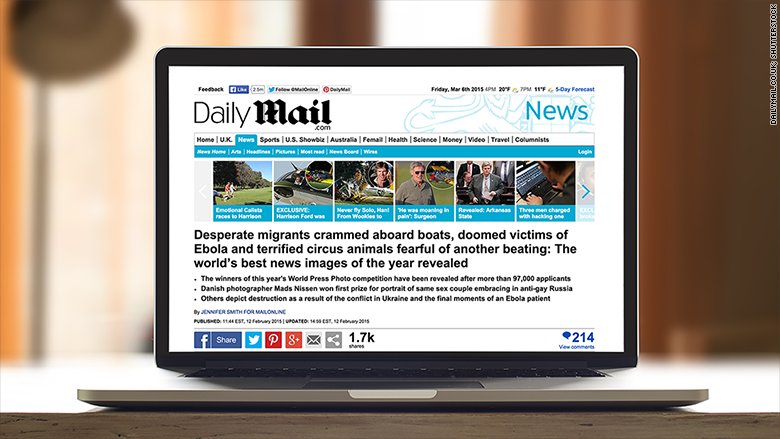 DAILYMAIL.CO.UK; SHUTTERSTOCK
Feedback Like 2.5m Follow @MailOnline DailyMail Friday, Mar 6th 2015 4PM 20°F 7PM 11°F 5-Day Forecast
Daily Mail .com News
Home U.K. News Sports U.S. Showbiz Australia Femail Health Science Money Video Travel Columnists
News Home Arts Headlines Pictures Most read News Board Wires Login
Emotional Calista races to Harrison
EXCLUSIVE: Harrison Ford was
Never fly Solo, Han! From Wookies to
'He was moaning in pain': Surgeon
Revealed: Arkansas State
Three men charged with hacking one
Desperate migrants crammed aboard boats, doomed victims of
Ebola and terrified circus animals fearful of another beating: The
world's best news images of the year revealed
• The winners of this year's World Press Photo competition have been revealed after more than 97,000 applicants
• Danish photographer Mads Nissen won first prize for portrait of same sex couple embracing in anti-gay Russia
• Others depict destruction as a result of the conflict in Ukraine and the final moments of an Ebola patient
By JENNIFER SMITH FOR MAILONLINE
PUBLISHED: 11:44 EST, 12 February 2015 | UPDATED: 14:59 EST, 12 February 2015
Share 1.7k shares 214 View comments